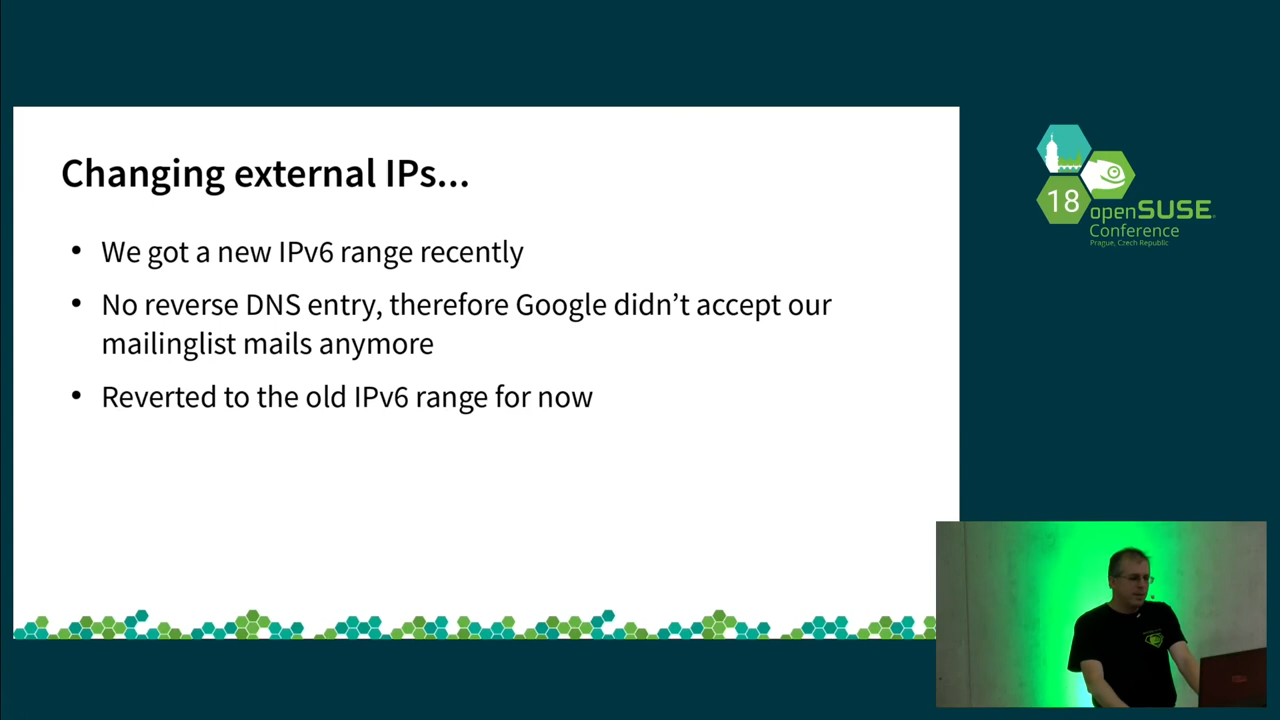 Changing external IPs...
• We got a new IPv6 range recently
• No reverse DNS entry, therefore Google didn’t accept our
mailinglist mails anymore
• Reverted to the old IPv6 range for now
18
openSUSE
Conference
Prague, Czech Republic